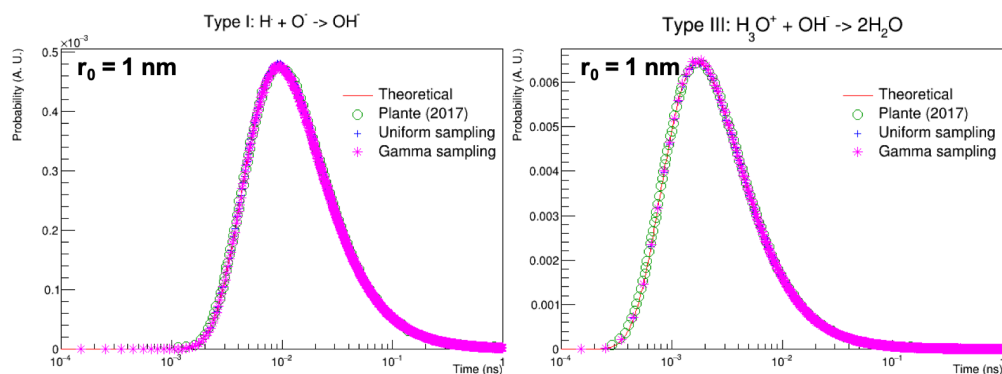 Type I: H· + O·⁻ -> OH⁻
×10⁻³
Probability (A. U.)
0.5
0.4
0.3
0.2
0.1
0
r₀ = 1 nm
Theoretical
Plante (2017)
Uniform sampling
Gamma sampling
10⁻⁴
10⁻³
10⁻²
10⁻¹
1
Time (ns)
Type III: H₃O⁺ + OH⁻ -> 2H₂O
Probability (A. U.)
0.006
0.005
0.004
0.003
0.002
0.001
0
r₀ = 1 nm
Theoretical
Plante (2017)
Uniform sampling
Gamma sampling
10⁻⁴
10⁻³
10⁻²
10⁻¹
1
Time (ns)